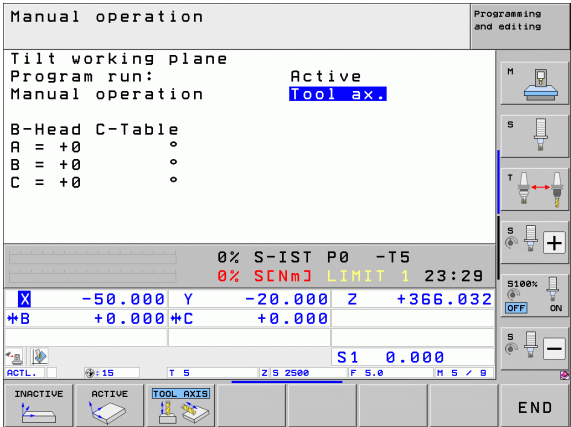 Manual operation
Programming
and editing
Tilt working plane
Program run: Active
Manual operation Tool ax.
B-Head C-Table
A = +0 °
B = +0 °
C = +0 °
M
S
T
S
S100%
OFF ON
S
0% S-IST P0 -T5
0% S[Nm] LIMIT 1 23:29
X -50.000 Y -20.000 Z +366.032
B +0.000 C +0.000
S1 0.000
ACTL. :15 T 5 Z S 2500 F 5.0 M 5 / 9
INACTIVE ACTIVE TOOL AXIS END